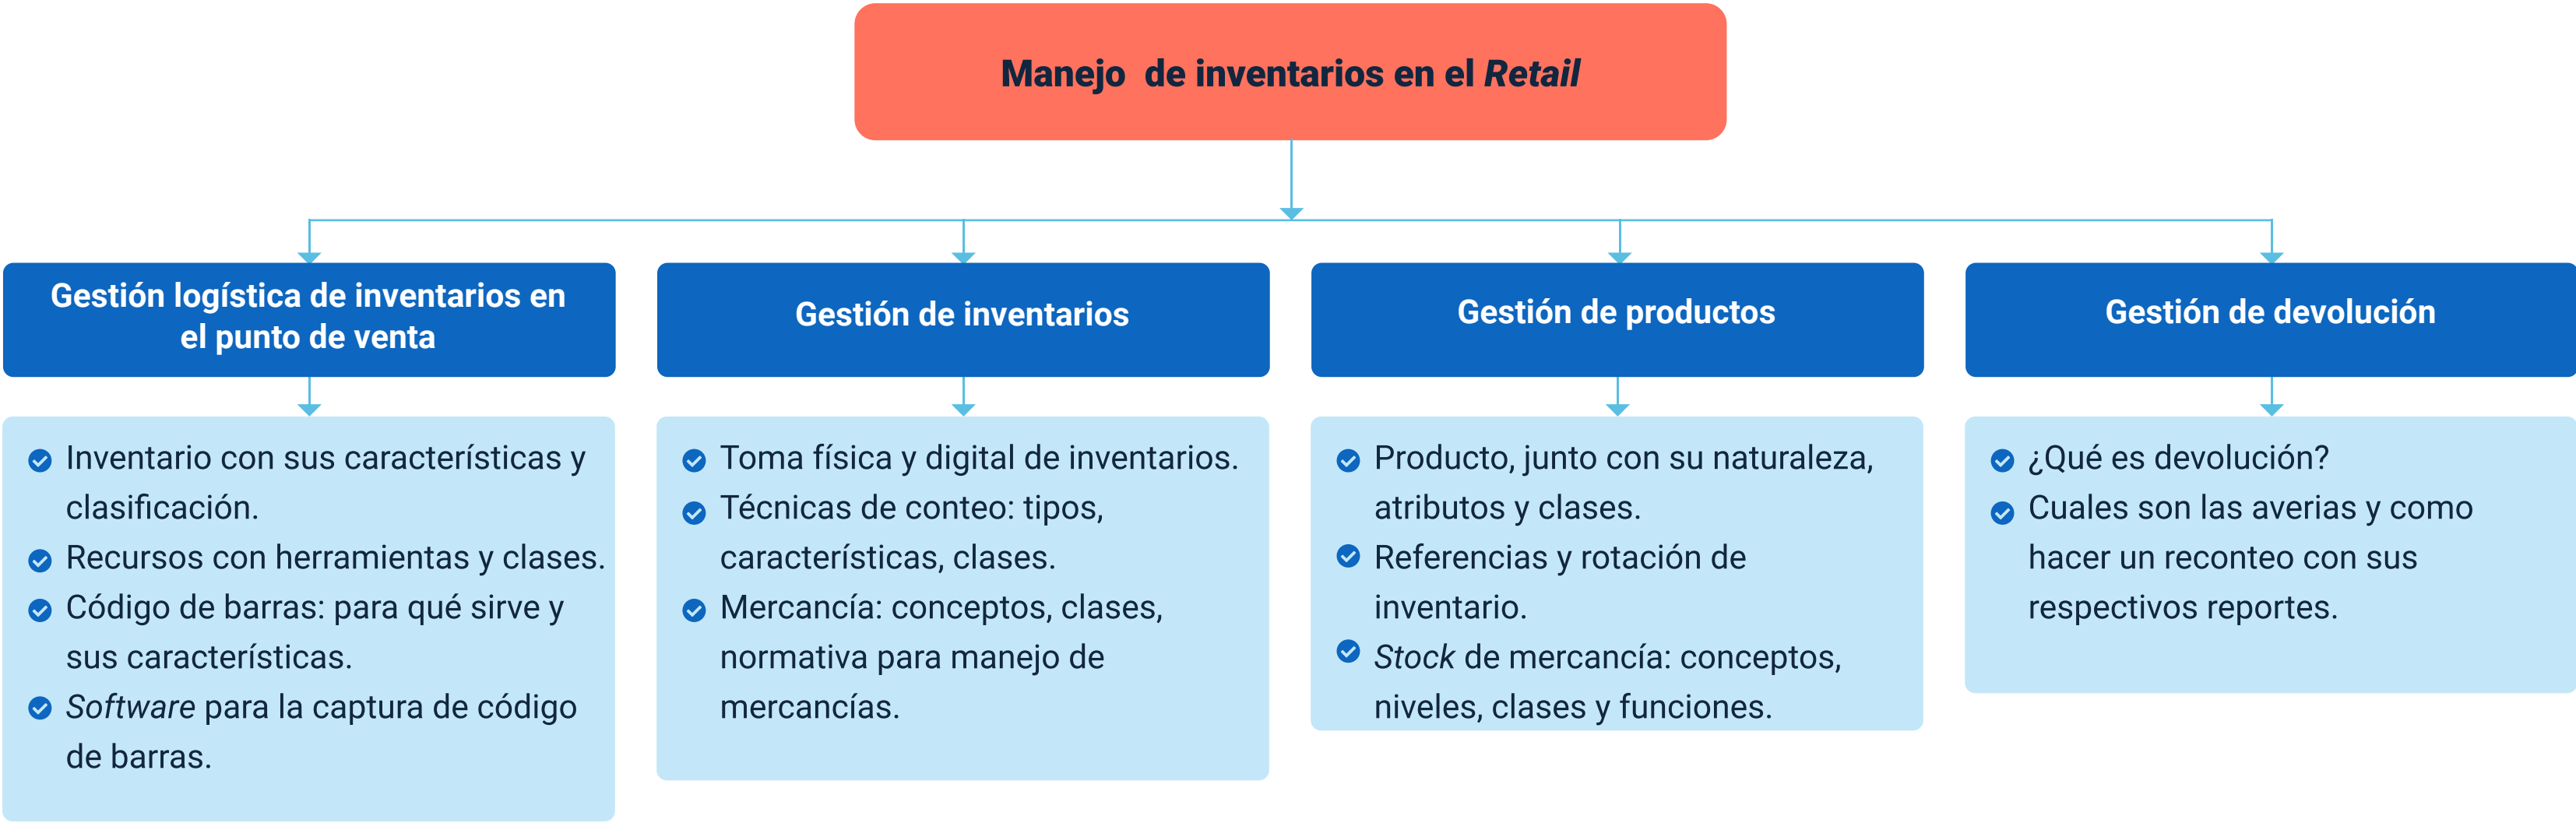 Manejo  de inventarios en el Retail
Gestión logística de inventarios en
el punto de venta
Inventario con sus características y
clasificación.
Recursos con herramientas y clases.
Código de barras: para qué sirve y
sus características.
Software para la captura de código
de barras.
Gestión de inventarios
Toma física y digital de inventarios.
Técnicas de conteo: tipos,
características, clases.
Mercancía: conceptos, clases,
normativa para manejo de
mercancías.
Gestión de productos
Producto, junto con su naturaleza,
atributos y clases.
Referencias y rotación de
inventario.
Stock de mercancía: conceptos,
niveles, clases y funciones.
Gestión de devolución
¿Qué es devolución?
Cuales son las averias y como
hacer un reconteo con sus
respectivos reportes.